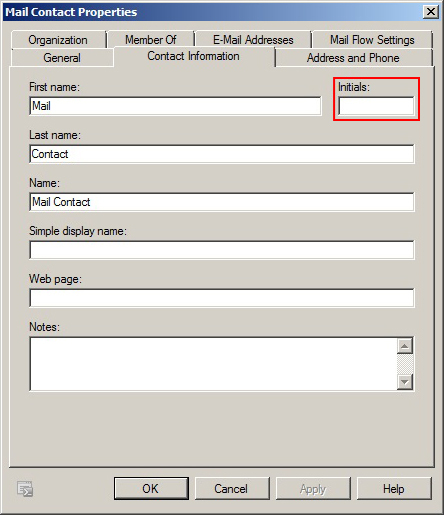 Mail Contact Properties
Organization Member Of E-Mail Addresses Mail Flow Settings
General Contact Information Address and Phone
First name: Initials:
Mail
Last name:
Contact
Name:
Mail Contact
Simple display name:
Web page:
Notes:
OK Cancel Apply Help